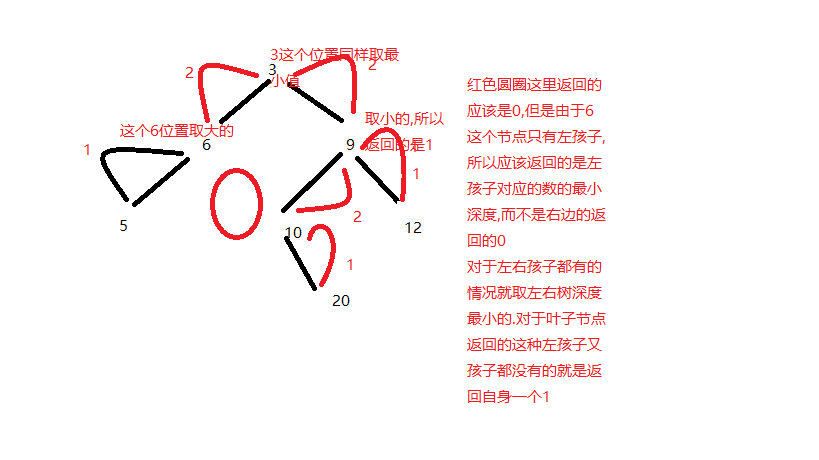 3这个位置同样取最
小值
3
2
2
取小的,所以
返回的是1
这个6位置取大的
6
9
1
1
5
10
2
12
1
20
红色圆圈这里返回的
应该是0,但是由于6
这个节点只有左孩子,
所以应该返回的是左
孩子对应的数的最小
深度,而不是右边的返
回的0
对于左右孩子都有的
情况就取左右树深度
最小的.对于叶子节点
返回的这种左孩子又
孩子都没有的就是返
回自身一个1